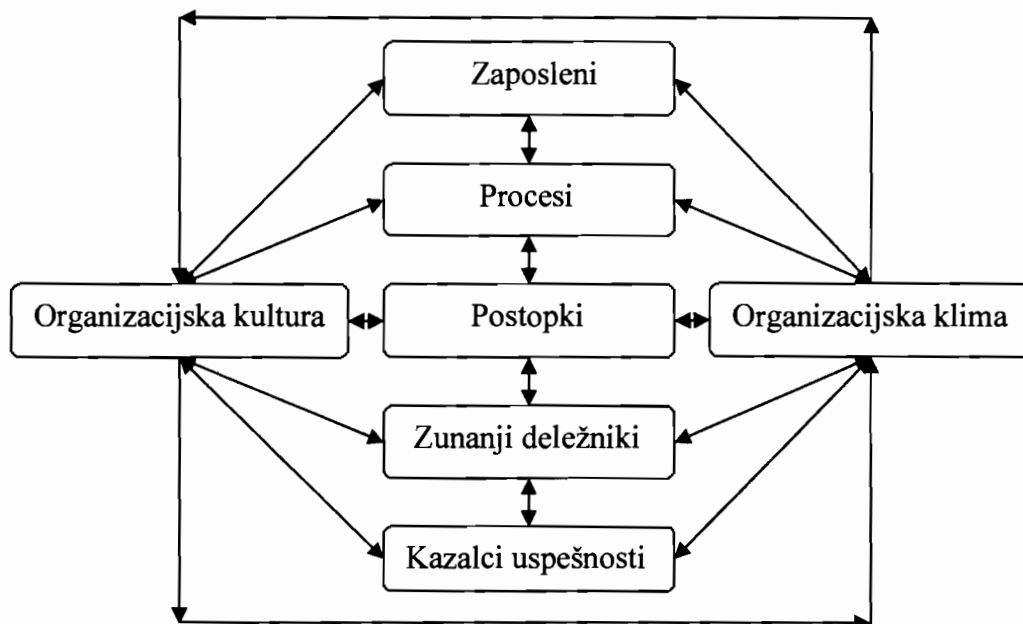 Zaposleni
Procesi
Organizacijska kultura
Postopki
Organizacijska klima
Zunanji deležniki
Kazalci uspešnosti